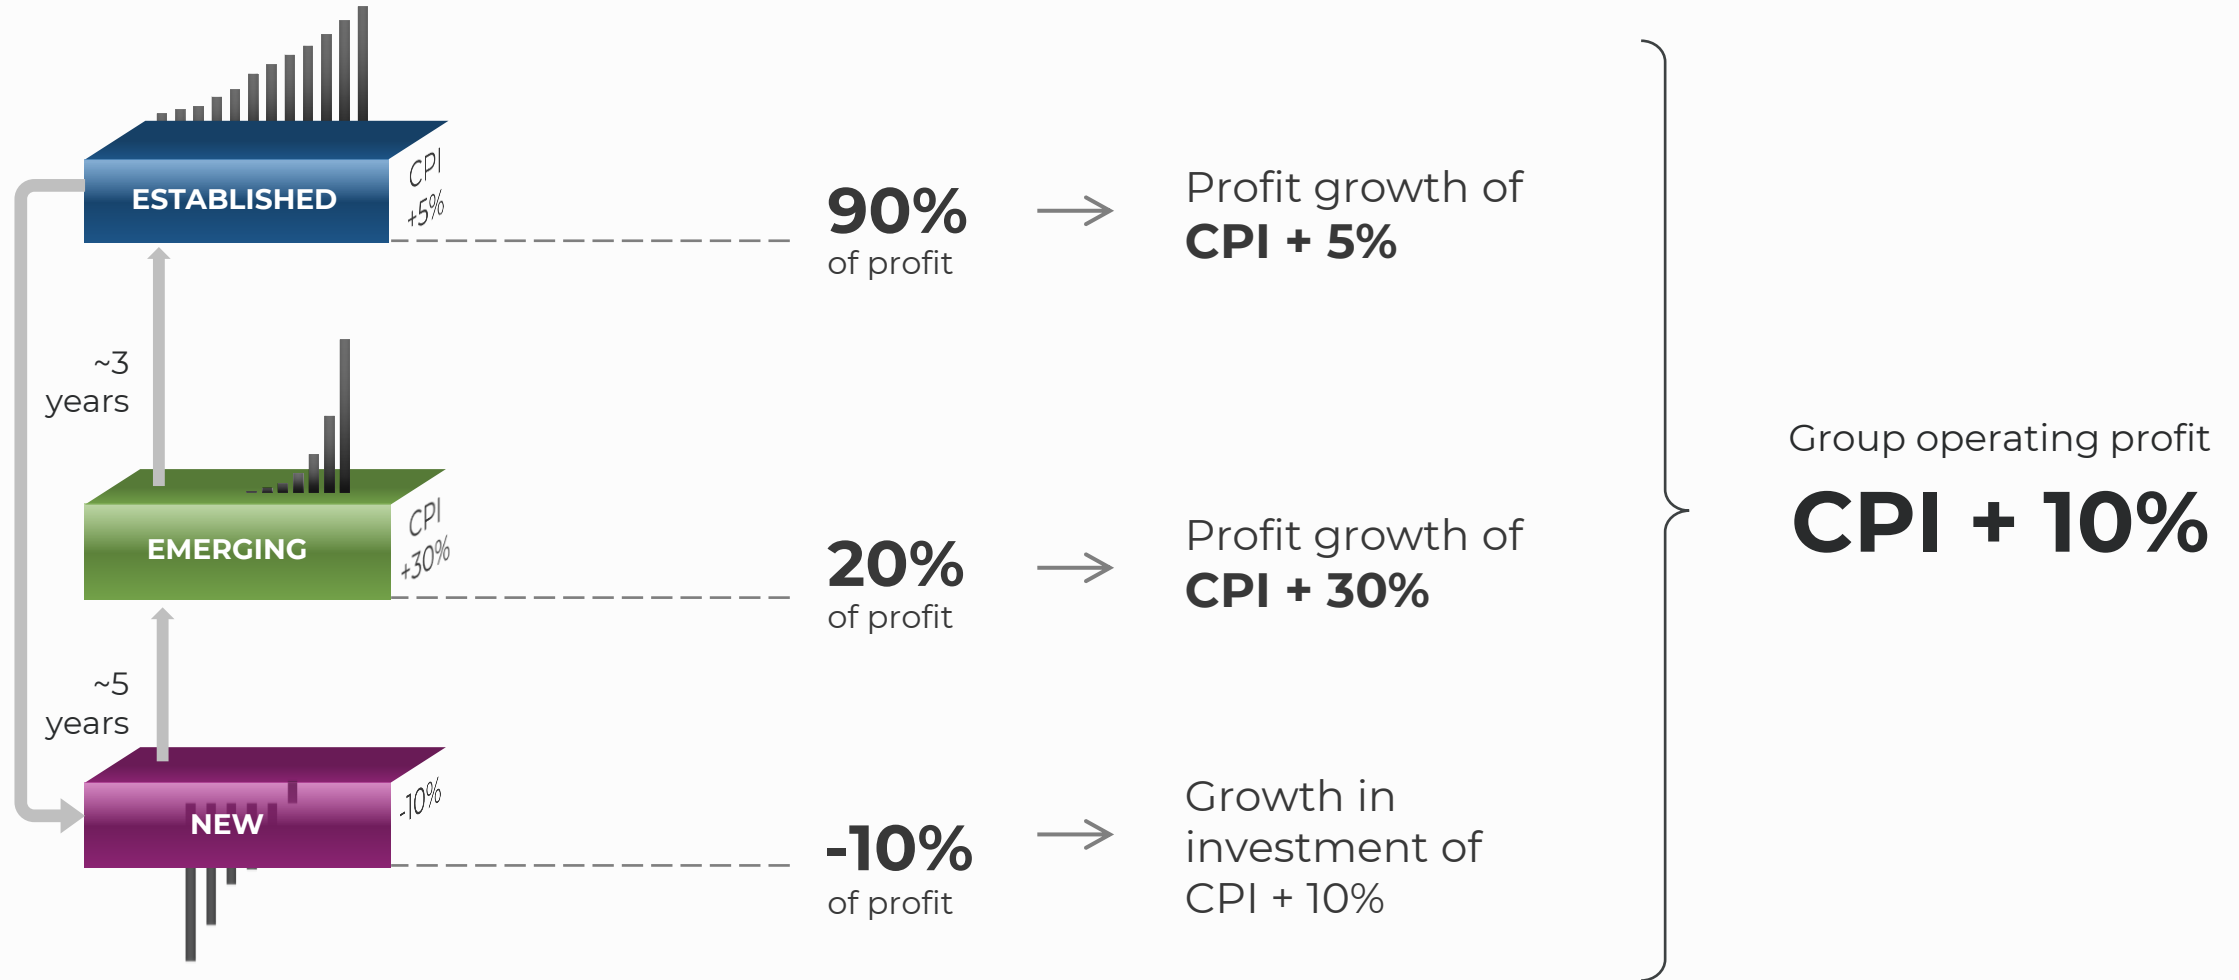 ESTABLISHED
CPI
+5%
90%
of profit
Profit growth of
CPI + 5%
~3
years
EMERGING
CPI
+30%
20%
of profit
Profit growth of
CPI + 30%
Group operating profit
CPI + 10%
~5
years
NEW
-10%
-10%
of profit
Growth in
investment of
CPI + 10%